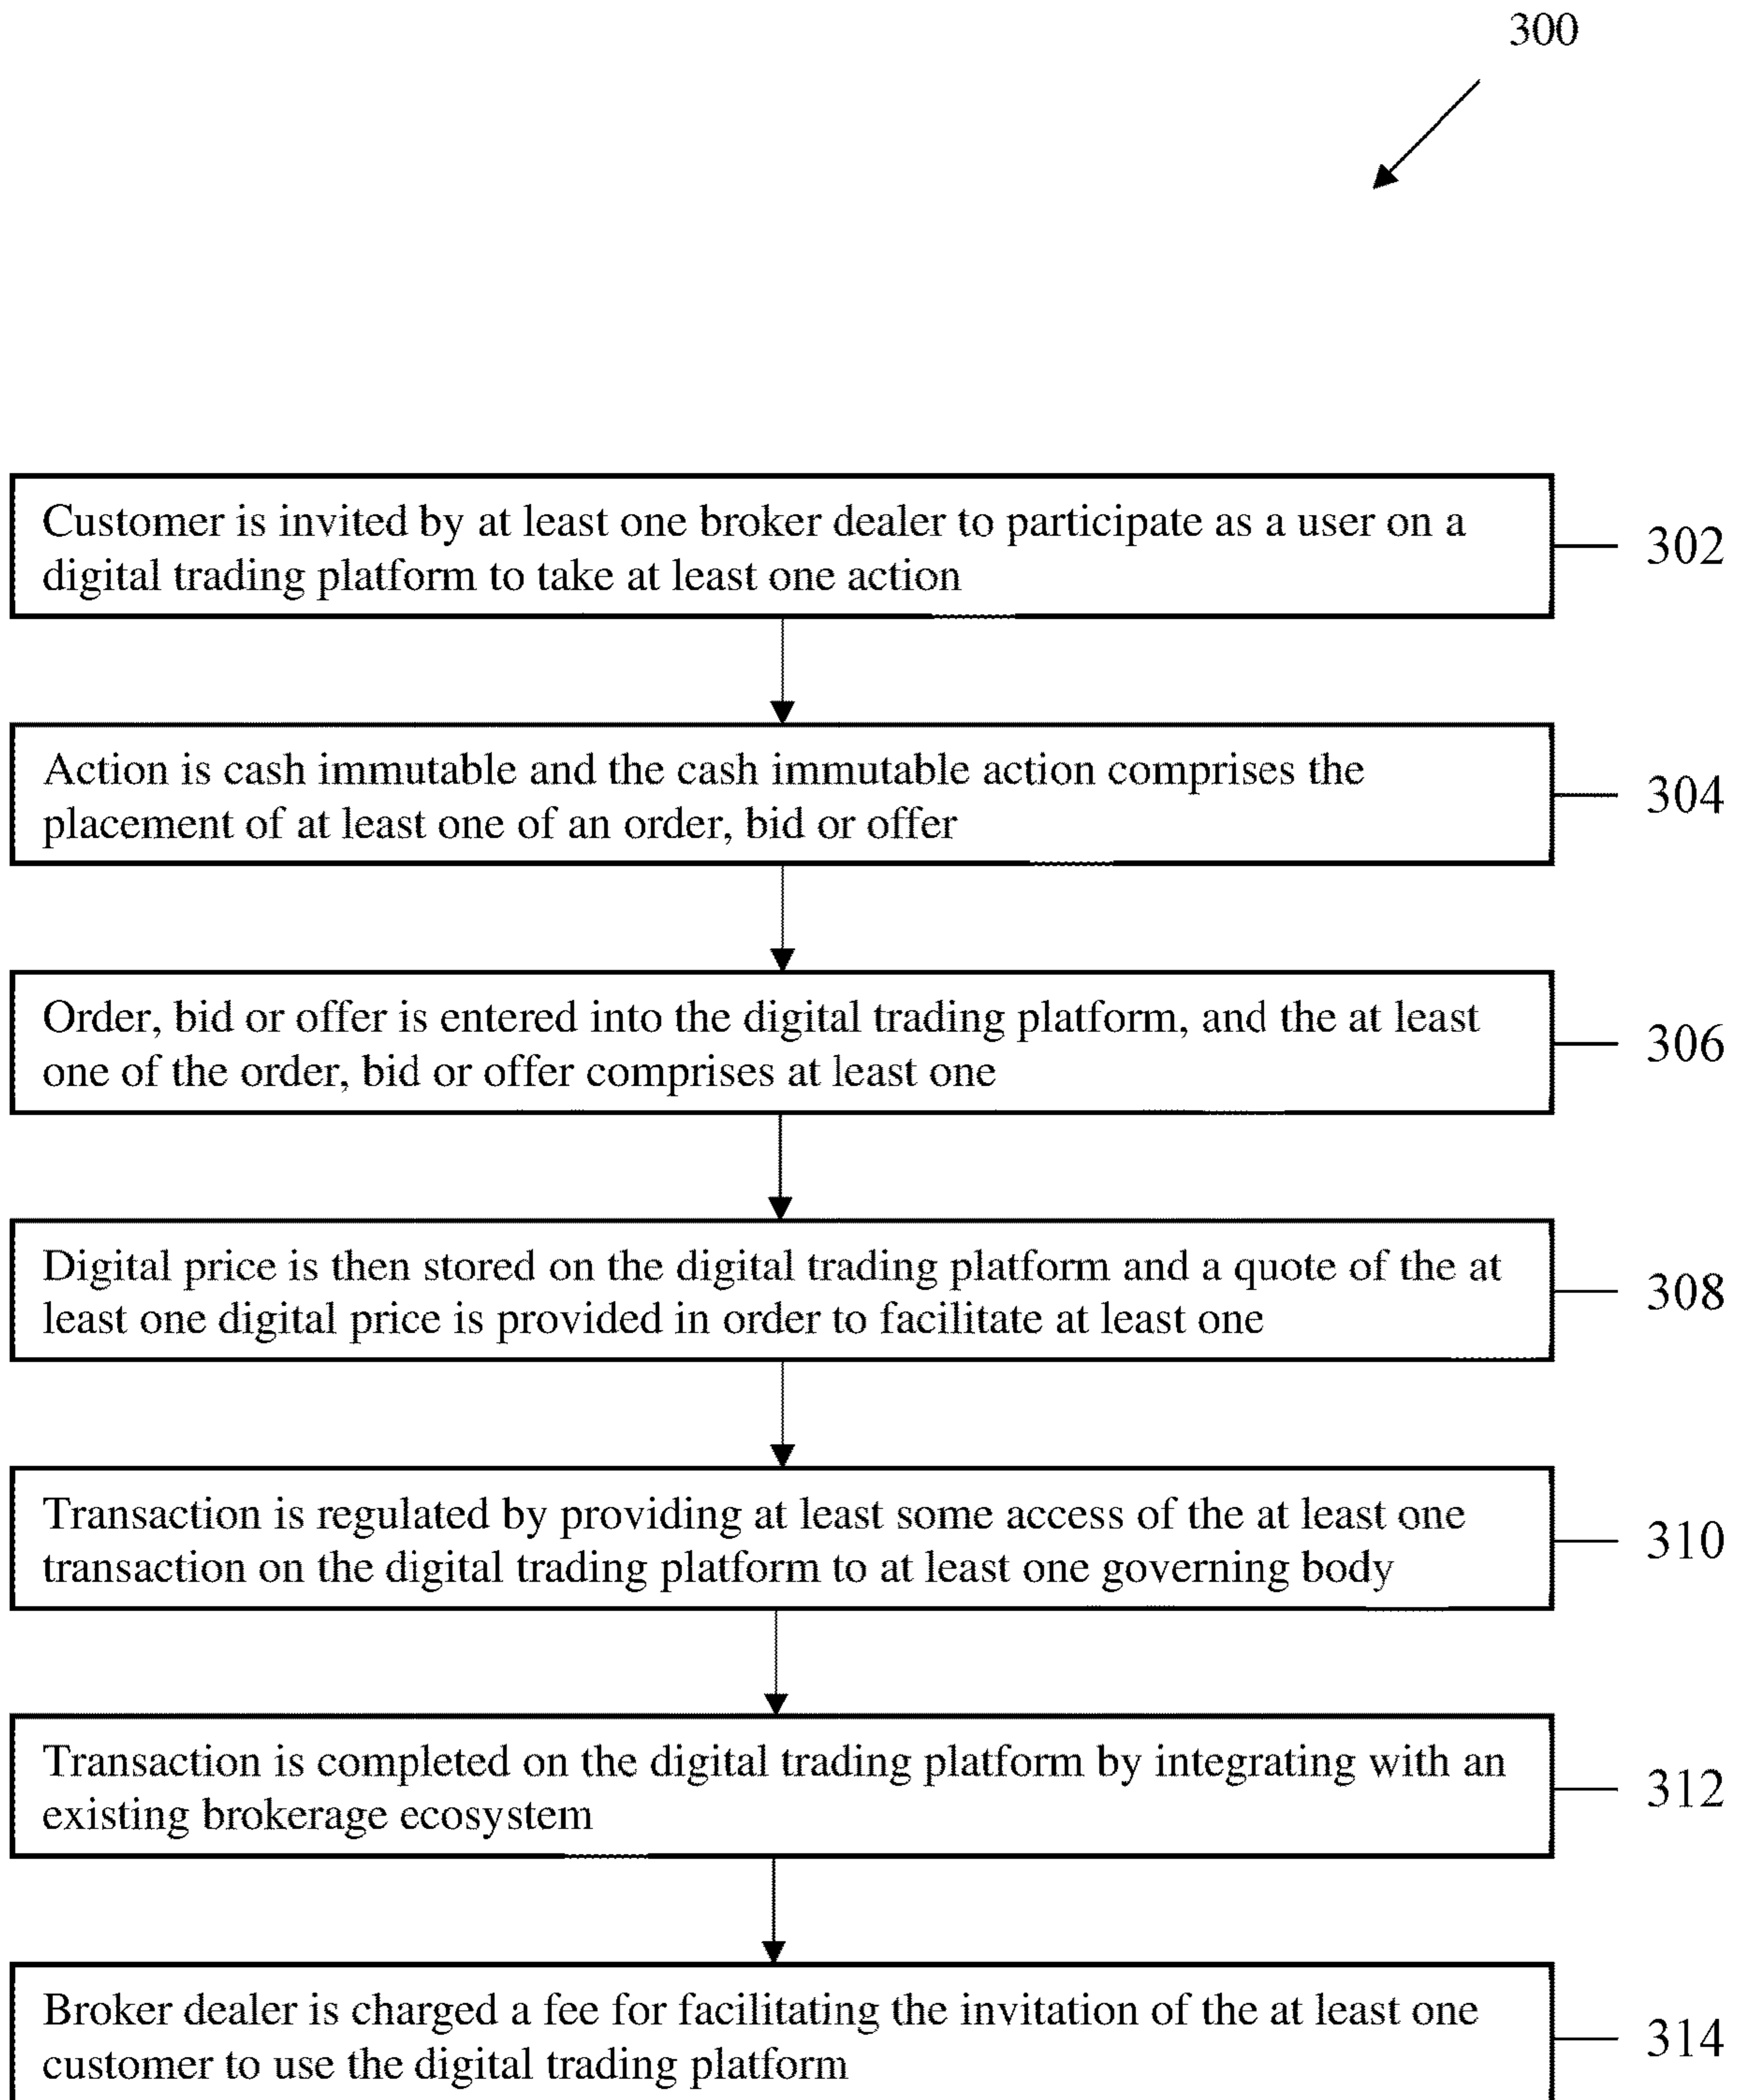 300
Customer is invited by at least one broker dealer to participate as a user on a
digital trading platform to take at least one action
302
Action is cash immutable and the cash immutable action comprises the
placement of at least one of an order, bid or offer
304
Order, bid or offer is entered into the digital trading platform, and the at least
one of the order, bid or offer comprises at least one
306
Digital price is then stored on the digital trading platform and a quote of the at
least one digital price is provided in order to facilitate at least one
308
Transaction is regulated by providing at least some access of the at least one
transaction on the digital trading platform to at least one governing body
310
Transaction is completed on the digital trading platform by integrating with an
existing brokerage ecosystem
312
Broker dealer is charged a fee for facilitating the invitation of the at least one
customer to use the digital trading platform
314